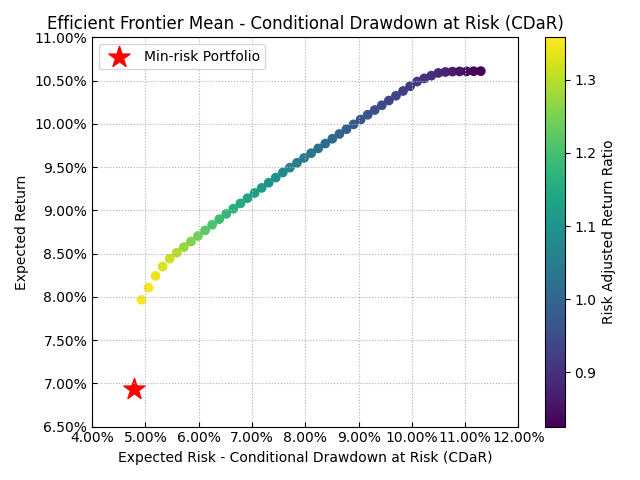 Efficient Frontier Mean - Conditional Drawdown at Risk (CDaR)
11.00%
10.50%
10.00%
9.50%
9.00%
8.50%
8.00%
7.50%
7.00%
6.50%
Expected Return
Min-risk Portfolio
4.00% 5.00% 6.00% 7.00% 8.00% 9.00% 10.00% 11.00% 12.00%
Expected Risk - Conditional Drawdown at Risk (CDaR)
1.3
1.2
1.1
1.0
0.9
Risk Adjusted Return Ratio